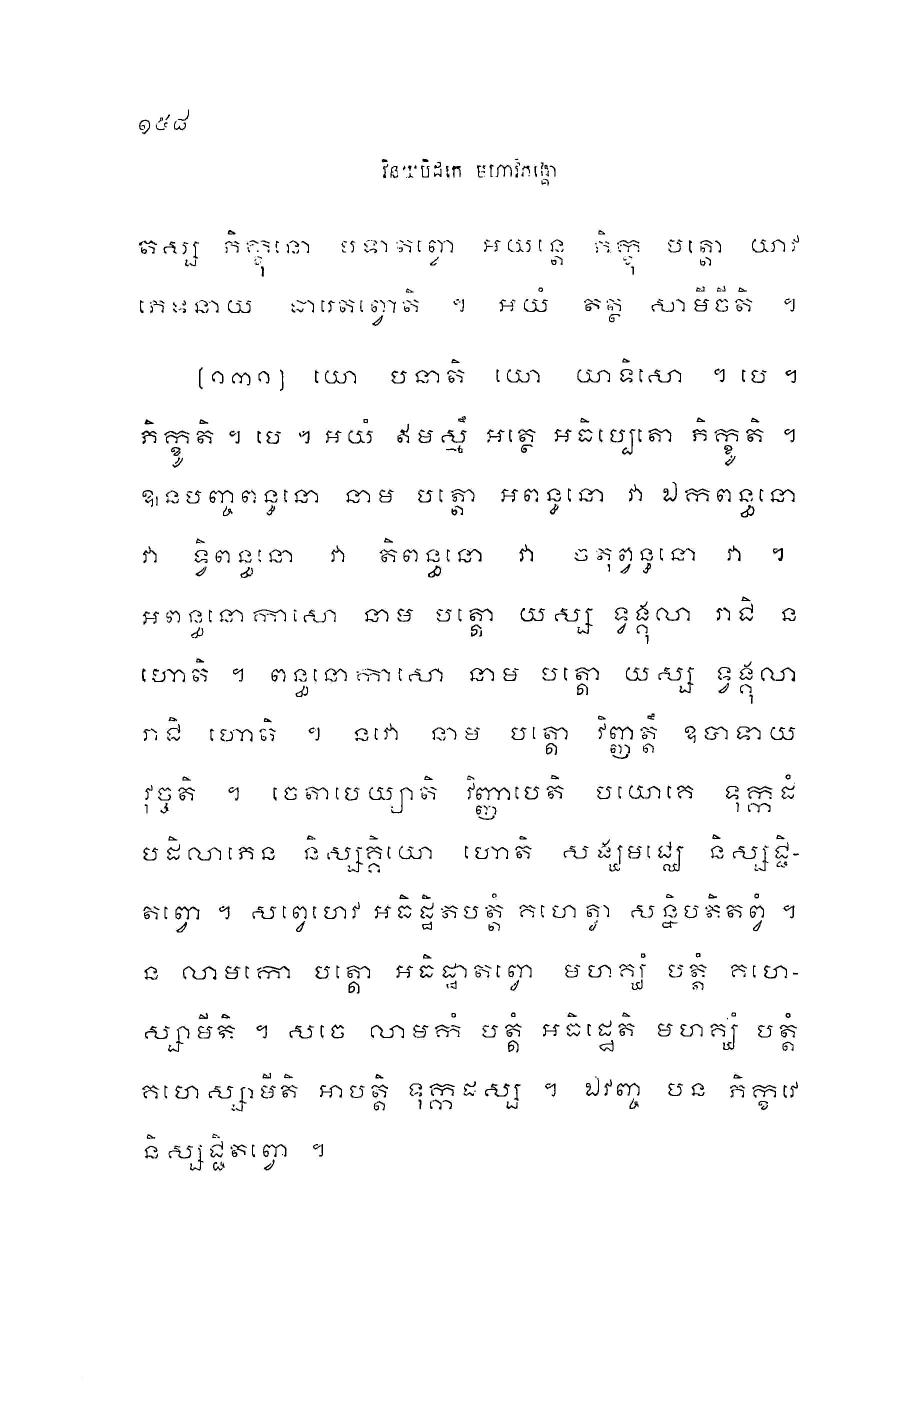 ១៥៨
វិនយបិដកេ មហាវិភង្គោ
តស្ស ភិក្ខុនោ បទាតព្វោ អយន្តេ ភិក្ខុ បត្តោ យាវ
ភេទនាយ ធារេតព្វោតិ ។ អយំ តត្ថ សាមីចីតិ ។
[១៣១] យោ បនាតិ យោ យាទិសោ ។ បេ ។
ភិក្ខូតិ ។ បេ ។ អយំ ឥមស្មឹ អត្ថេ អធិប្បេតោ ភិក្ខូតិ ។
ឩនបញ្ចពន្ធនោ នាម បត្តោ អពន្ធនោ វា ឯកពន្ធនោ
វា ទ្វិពន្ធនោ វា តិពន្ធនោ វា ចតុព្វន្ធនោ វា ។
អពន្ធនោកាសោ នាម បត្តោ យស្ស ទ្វង្គុលា រាជិ ន
ហោតិ ។ ពន្ធនោកាសោ នាម បត្តោ យស្ស ទ្វង្គុលា
រាជិ ហោតិ ។ នវោ នាម បត្តោ វិញ្ញត្តឹ ឧបាទាយ
វុច្ចតិ ។ ចេតាបេយ្យាតិ វិញ្ញាបេតិ បយោគេ ទុក្កដំ
បដិលាភេន និស្សគ្គិយោ ហោតិ សង្ឃមជ្ឈេ និស្សជ្ជិ-
តព្វោ ។ សព្វេហេវ អធិដ្ឋិតបត្តំ គហេត្វា សន្និបតិតព្វំ ។
ន លាមកោ បត្តោ អធិដ្ឋាតព្វោ មហគ្ឃំ បត្តំ គហេ-
ស្សាមីតិ ។ សចេ លាមកំ បត្តំ អធិដ្ឋេតិ មហគ្ឃំ បត្តំ
គហេស្សាមីតិ អាបត្តិ ទុក្កដស្ស ។ ឯវញ្ច បន ភិក្ខវេ
និស្សជ្ជិតព្វោ ។